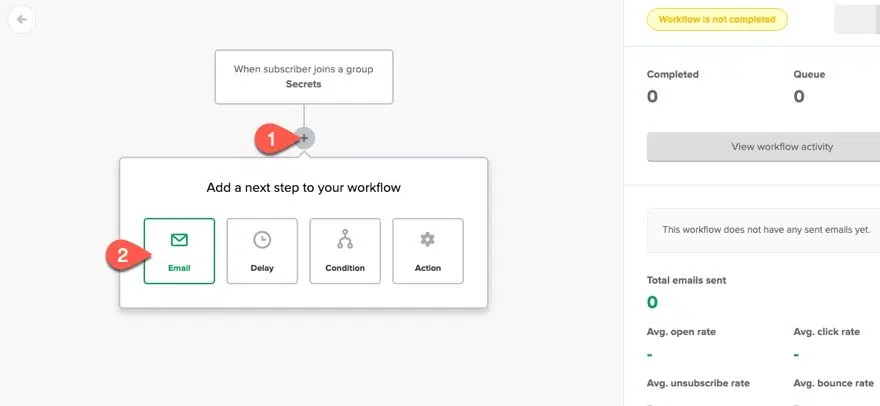 Workflow is not completed
When subscriber joins a group
Secrets
Completed
Queue
0
0
1
+
View workflow activity
Add a next step to your workflow
2
Email
Delay
Condition
Action
This workflow does not have any sent emails yet.
Total emails sent
0
Avg. open rate
Avg. click rate
-
-
Avg. unsubscribe rate
Avg. bounce rate